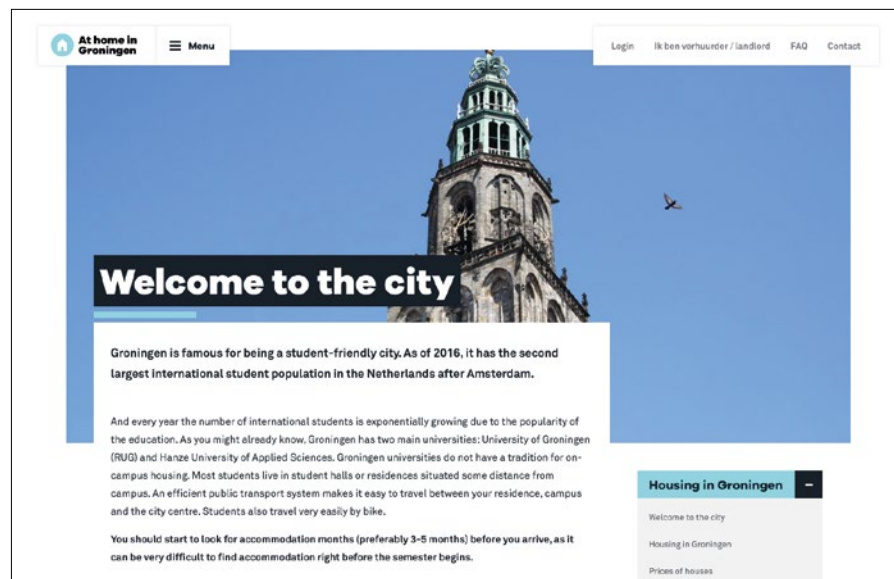 At home in
Groningen
Menu
Login Ik ben vorhuurder / landlord FAQ Contact
Welcome to the city
Groningen is famous for being a student-friendly city. As of 2016, it has the second
largest international student population in the Netherlands after Amsterdam.
And every year the number of international students is exponentially growing due to the popularity of
the education. As you might already know. Groningen has two main universities: University of Groningen
(RUG) and Hanze University of Applied Sciences. Groningen universities do not have a tradition for on-
campus housing. Most students live in student halls or residences situated some distance from
campus. An efficient public transport system makes it easy to travel between your residence, campus
and the city centre. Students also travel very easily by bike.
You should start to look for accommodation months (preferably 3-5 months) before you arrive, as it
can be very difficult to find accommodation right before the semester begins.
Housing in Groningen
Welcome to the city
Housing in Groningen
Prices of houses